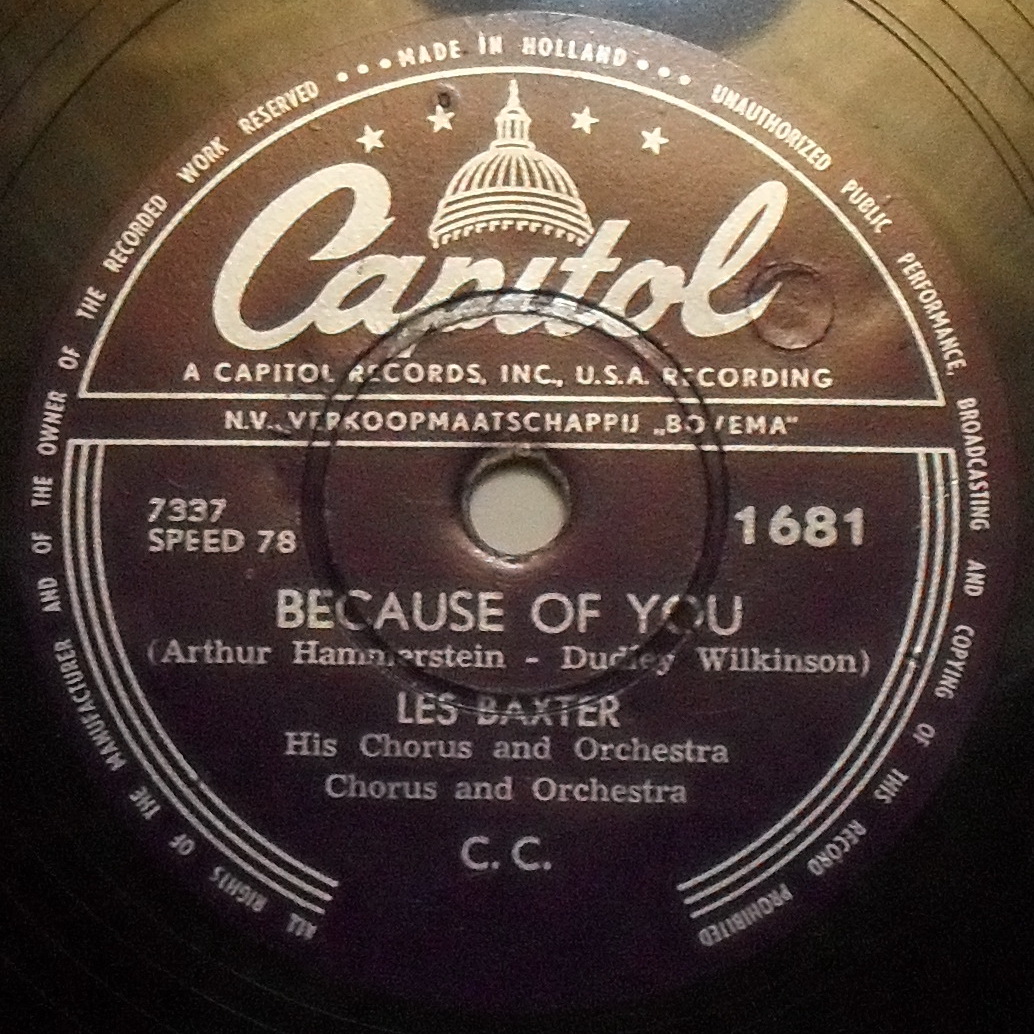 ALL RIGHTS OF THE MANUFACTURER AND OF THE OWNER OF THE RECORDED WORK RESERVED • • • MADE IN HOLLAND • • • UNAUTHORIZED PUBLIC PERFORMANCE, BROADCASTING AND COPYING OF THIS RECORD PROHIBITED
Capitol
A CAPITOL RECORDS, INC., U.S.A. RECORDING
N.V. VERKOOPMAATSCHAPPIJ „BOVEMA"
7337
SPEED 78
1681
BECAUSE OF YOU
(Arthur Hammerstein - Dudley Wilkinson)
LES BAXTER
His Chorus and Orchestra
Chorus and Orchestra
C. C.